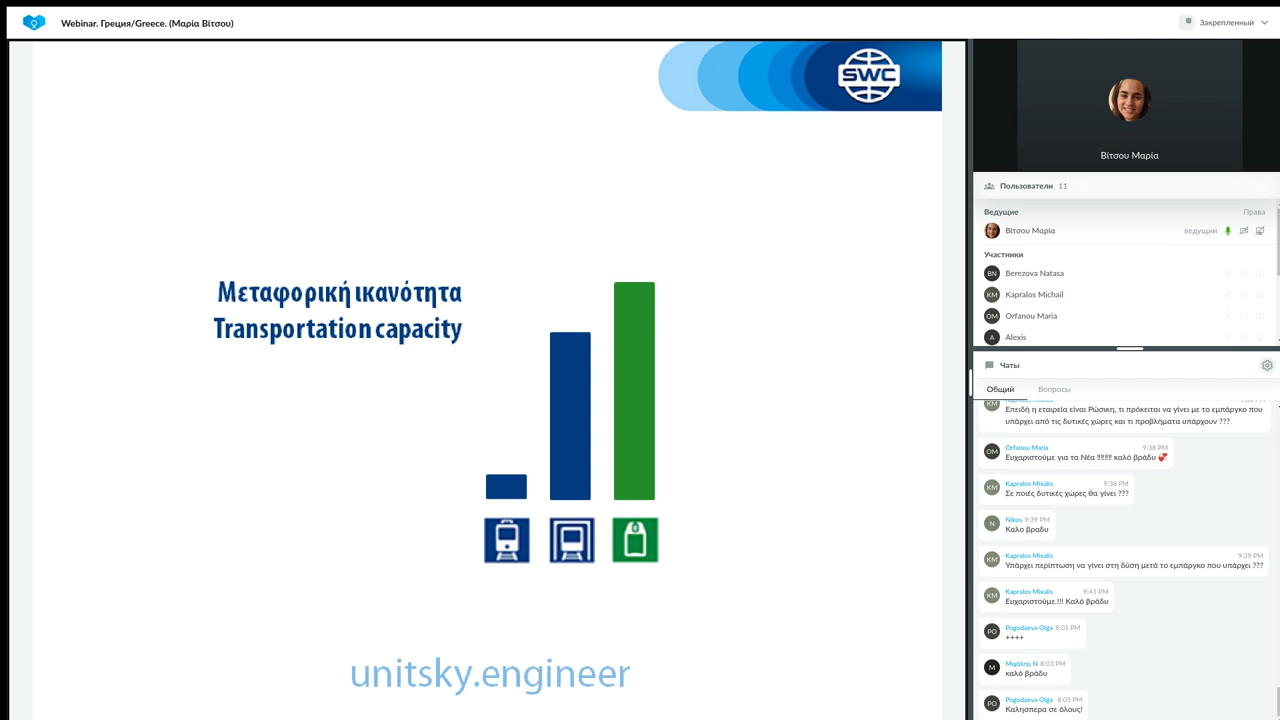 Webinar. Греция/Greece. (Μαρία Βίτσου)
Закрепленный
SWC
Μεταφορική ικανότητα
Transportation capacity
unitsky.engineer
Βίτσου Μαρία
Пользователи 11
Ведущие Права
Βίτσου Μαρία ведущий
Участники
BN Berezova Natasa
KM Kapralos Michail
OM Orfanou Maria
A Alexis
Чаты
Общий Вопросы
Επειδή η εταιρεία είναι Ρώσικη, τι πρόκειται να γίνει με το εμπάργκο που
υπάρχει από τις δυτικές χώρες και τι προβλήματα υπάρχουν ???
OM Orfanou Maria 9:38 PM
Ευχαριστούμε για τα Νέα !!!!!!! καλό βράδυ 💞
KM Kapralos Mixalis 9:38 PM
Σε ποιές δυτικές χώρες θα γίνει ???
N Nikos 9:39 PM
Καλο βραδυ
KM Kapralos Mixalis 9:39 PM
Υπάρχει περίπτωση να γίνει στη δύση μετά το εμπάργκο που υπάρχει ???
KM Kapralos Mixalis 9:41 PM
Ευχαριστούμε.!!! Καλό βράδυ
PO Pogodaeva Olga 8:01 PM
++++
M Μιχάλης Ν 8:03 PM
καλό βράδυ
PO Pogodaeva Olga 8:05 PM
Καλησπερα σε όλους!